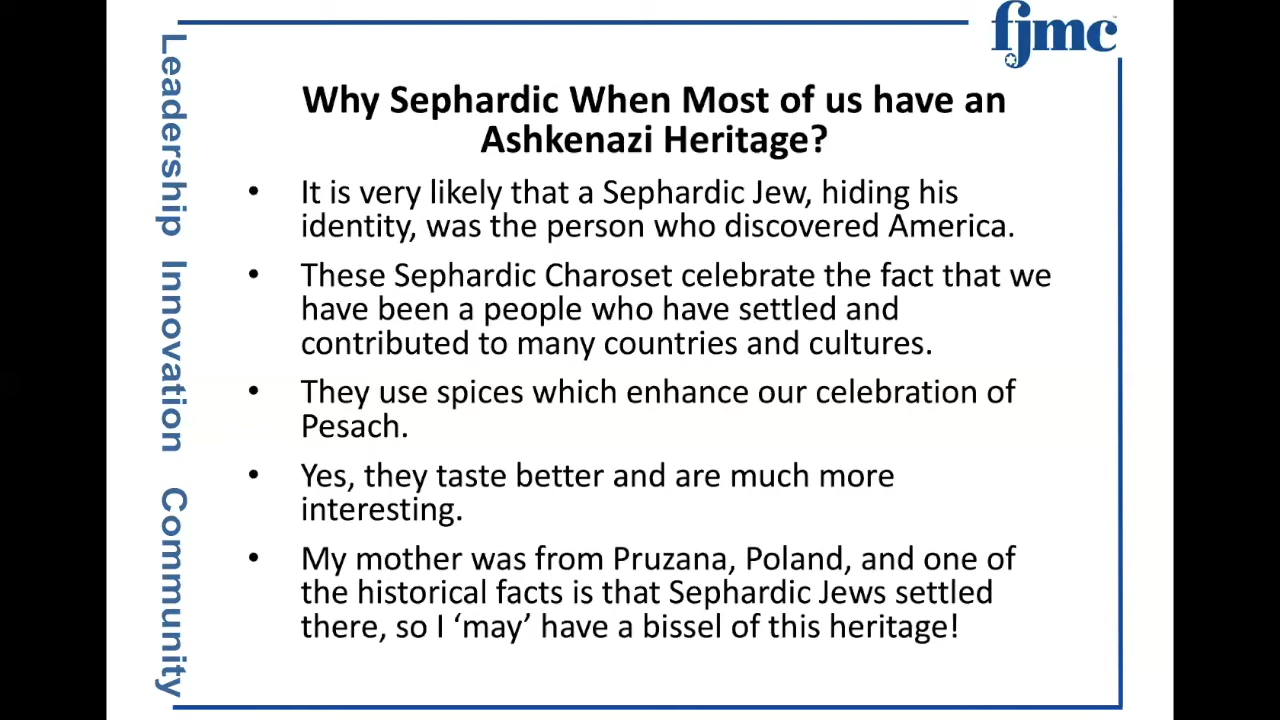 fjmc
Leadership Innovation Community
Why Sephardic When Most of us have an
Ashkenazi Heritage?
• It is very likely that a Sephardic Jew, hiding his
identity, was the person who discovered America.
• These Sephardic Charoset celebrate the fact that we
have been a people who have settled and
contributed to many countries and cultures.
• They use spices which enhance our celebration of
Pesach.
• Yes, they taste better and are much more
interesting.
• My mother was from Pruzana, Poland, and one of
the historical facts is that Sephardic Jews settled
there, so I ‘may’ have a bissel of this heritage!